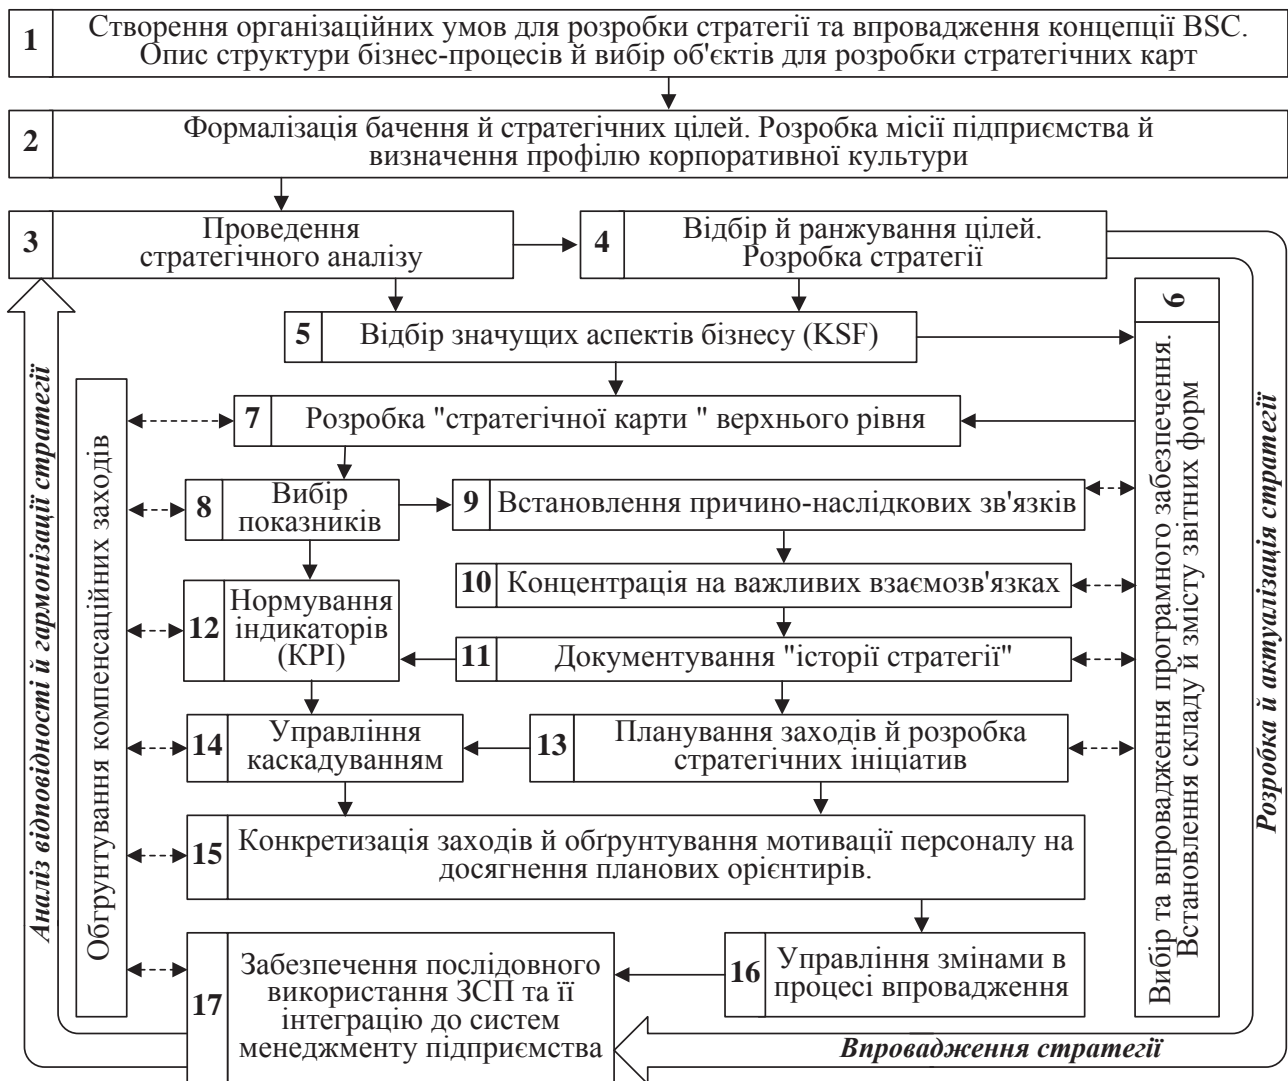 1
Створення організаційних умов для розробки стратегії та впровадження концепції BSC.
Опис структури бізнес-процесів й вибір об'єктів для розробки стратегічних карт
2
Формалізація бачення й стратегічних цілей. Розробка місії підприємства й
визначення профілю корпоративної культури
3
Проведення
стратегічного аналізу
4
Відбір й ранжування цілей.
Розробка стратегії
5
Відбір значущих аспектів бізнесу (KSF)
6
Вибір та впровадження програмного забезпечення.
Встановлення складу й змісту звітних форм
7
Розробка "стратегічної карти " верхнього рівня
8
Вибір
показників
9
Встановлення причино-наслідкових зв'язків
10
Концентрація на важливих взаємозв'язках
11
Документування "історії стратегії"
12
Нормування
індикаторів
(KPI)
13
Планування заходів й розробка
стратегічних ініціатив
14
Управління
каскадуванням
15
Конкретизація заходів й обґрунтування мотивації персоналу на
досягнення планових орієнтирів.
16
Управління змінами в
процесі впровадження
17
Забезпечення послідовного
використання ЗСП та її
інтеграцію до систем
менеджменту підприємства
Обгрунтування компенсаційних заходів
Аналіз відповідності й гармонізації стратегії
Розробка й актуалізація стратегії
Впровадження стратегії